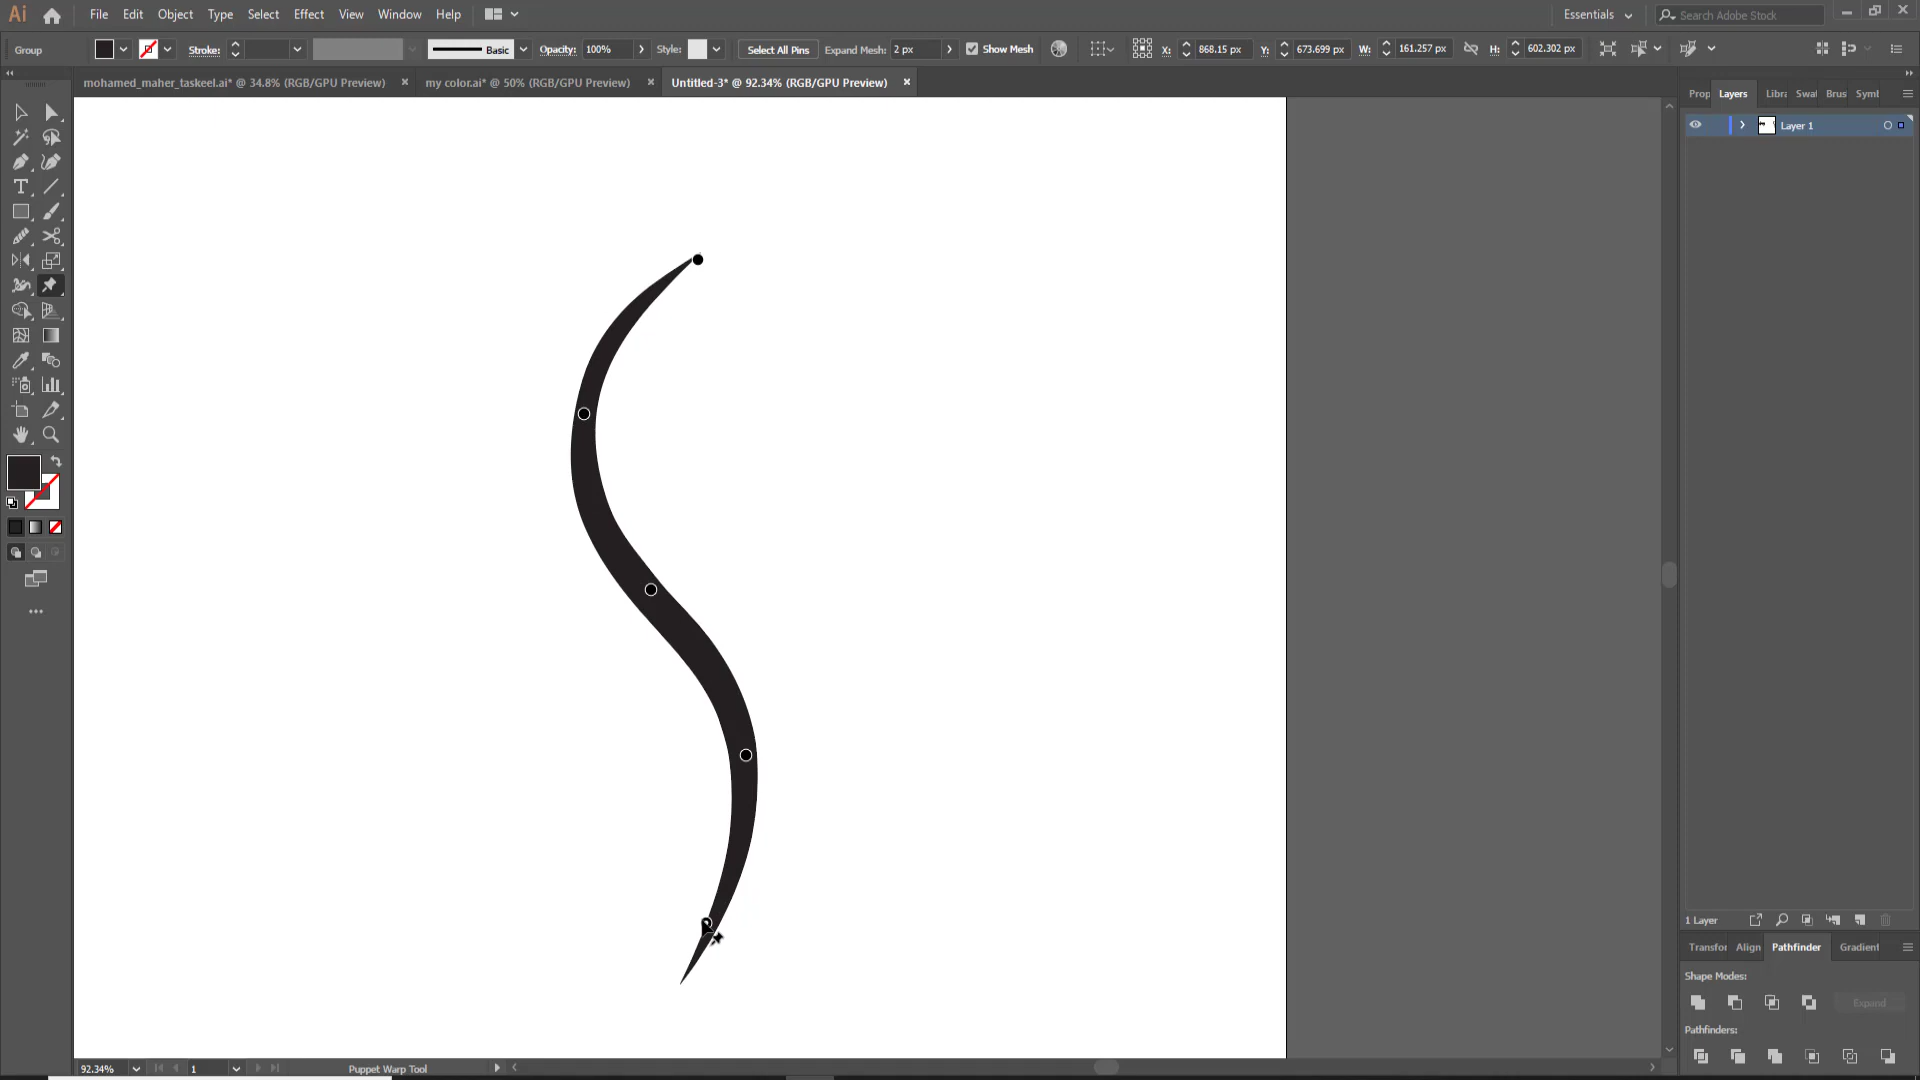 Ai File Edit Object Type Select Effect View Window Help Essentials Search Adobe Stock
Group Stroke: Basic Opacity: 100% Style: Select All Pins Expand Mesh: 2 px Show Mesh X: 868.15 px Y: 673.699 px W: 161.257 px H: 602.302 px
mohamed_maher_taskeel.ai* @ 34.8% (RGB/GPU Preview) × my color.ai* @ 50% (RGB/GPU Preview) × Untitled-3* @ 92.34% (RGB/GPU Preview) ×
Prop Layers Libra Swat Brus Symb
Layer 1
1 Layer
Transfor Align Pathfinder Gradient
Shape Modes:
Expand
Pathfinders:
92.34% 1 Puppet Warp Tool